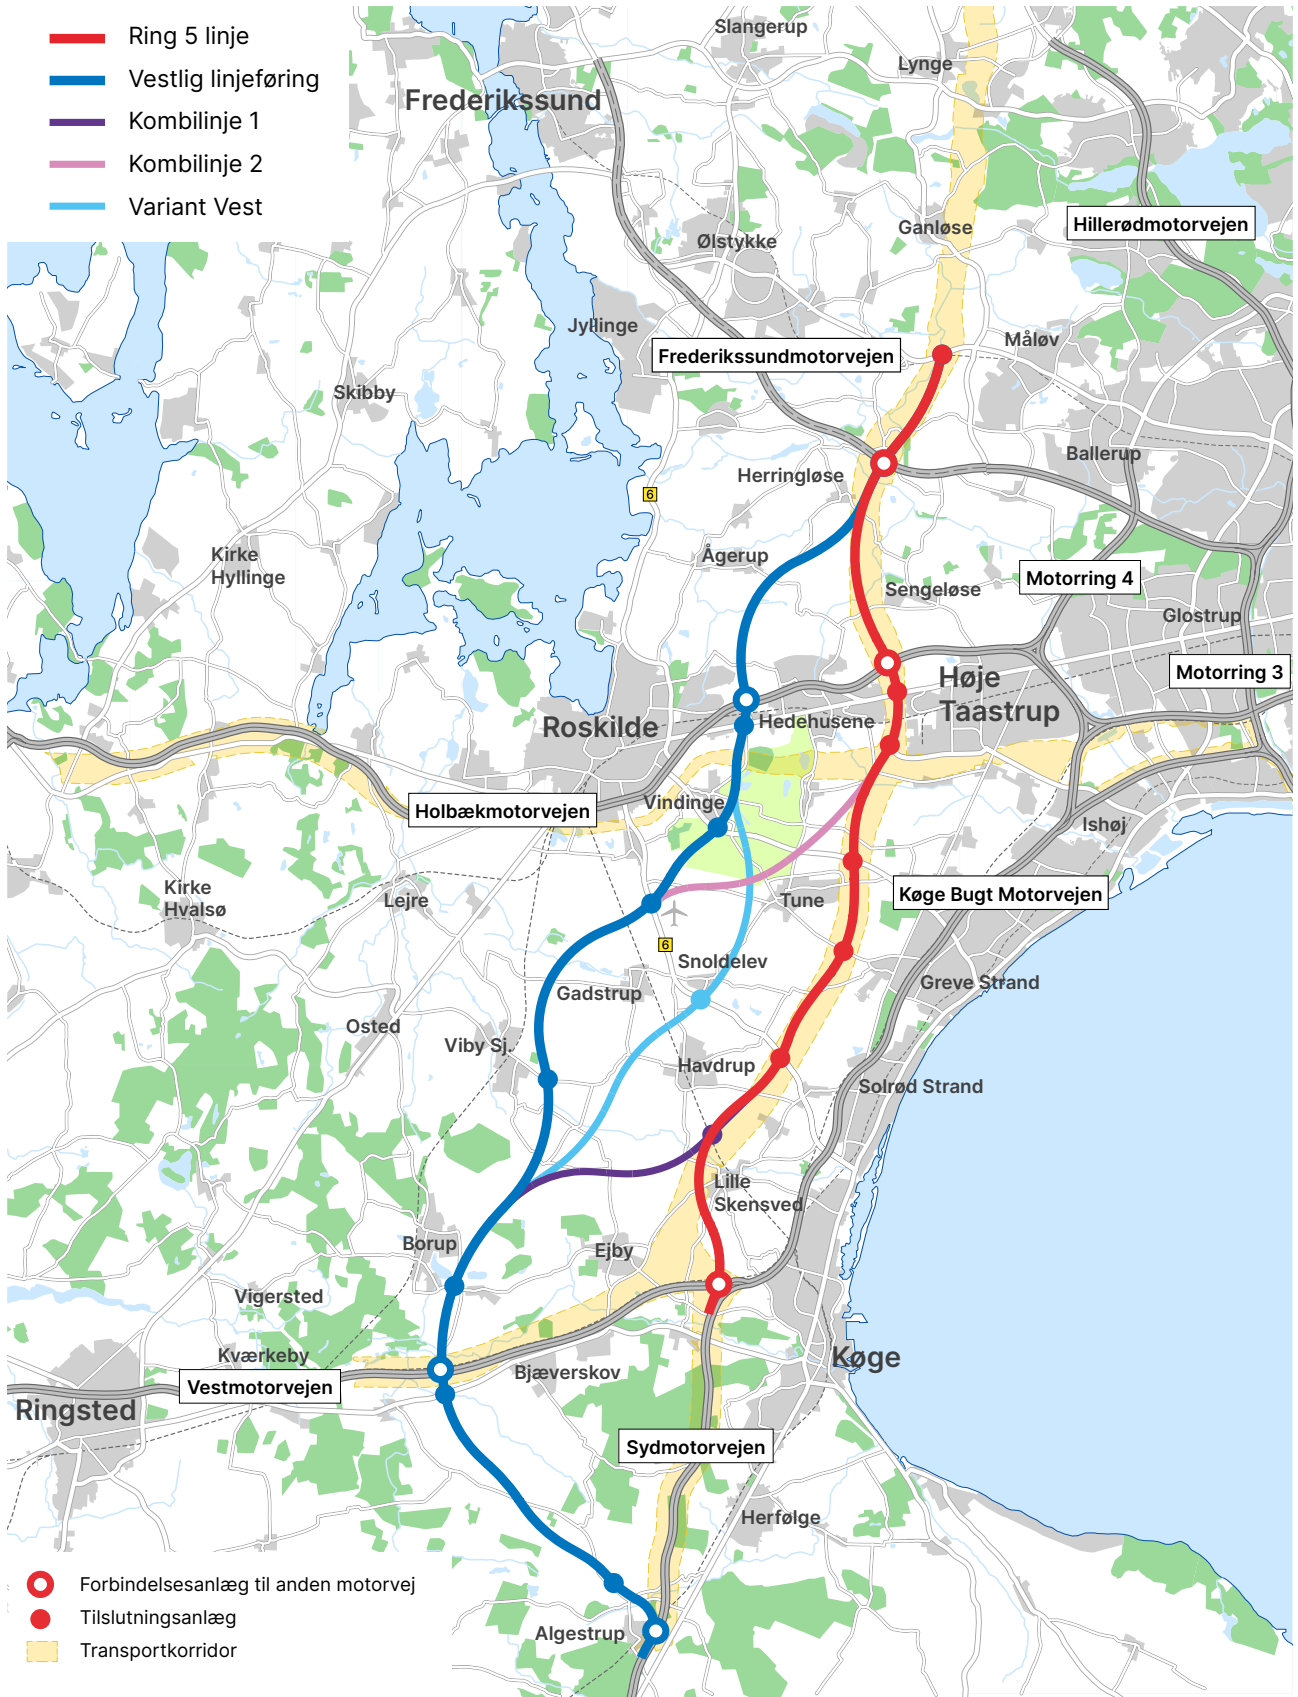 Ring 5 linje
Vestlig linjeføring
Kombilinje 1
Kombilinje 2
Variant Vest
Slangerup
Lynge
Frederikssund
Hillerødmotorvejen
Ganløse
Ølstykke
Jyllinge
Måløv
Frederikssundmotorvejen
Skibby
Ballerup
Herringløse
6
Kirke
Hyllinge
Ågerup
Motorring 4
Sengeløse
Glostrup
Motorring 3
Høje
Taastrup
Roskilde
Hedehusene
Vindinge
Holbækmotorvejen
Ishøj
Kirke
Hvalsø
Lejre
Tune
Køge Bugt Motorvejen
6
Snoldelev
Gadstrup
Greve Strand
Osted
Viby Sj.
Havdrup
Solrød Strand
Lille
Skensved
Borup
Ejby
Vigersted
Kværkeby
Bjæverskov
Køge
Vestmotorvejen
Ringsted
Sydmotorvejen
Herfølge
Algestrup
Forbindelsesanlæg til anden motorvej
Tilslutningsanlæg
Transportkorridor